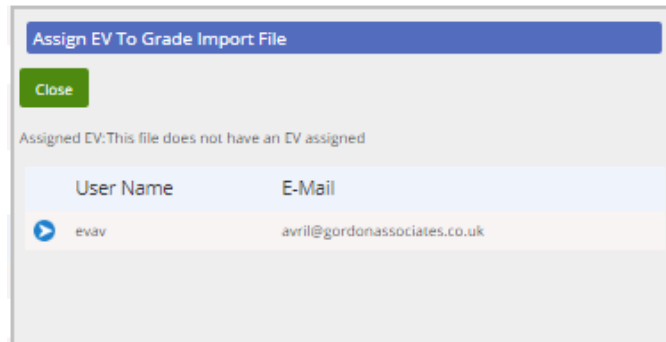 Assign EV To Grade Import File
Close
Assigned EV:This file does not have an EV assigned
User Name E-Mail
evav avril@gordonassociates.co.uk